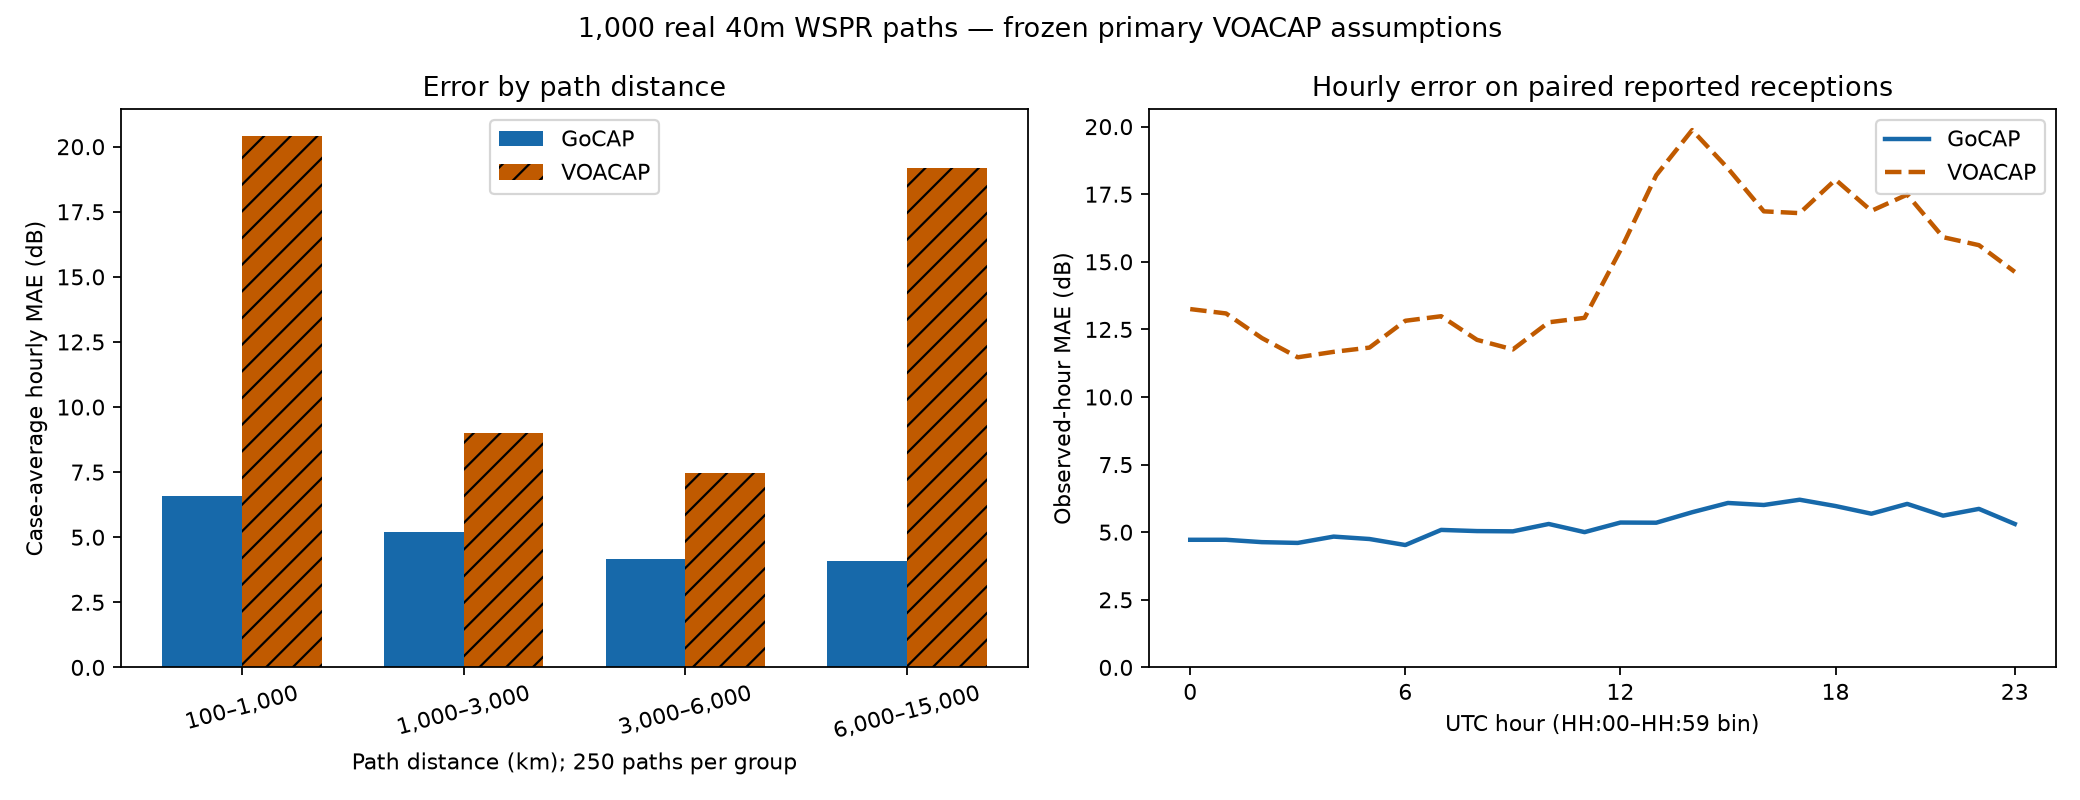 1,000 real 40m WSPR paths — frozen primary VOACAP assumptions
Error by path distance
Case-average hourly MAE (dB)
20.0
17.5
15.0
12.5
10.0
7.5
5.0
2.5
0.0
GoCAP
VOACAP
100–1,000
1,000–3,000
3,000–6,000
6,000–15,000
Path distance (km); 250 paths per group
Hourly error on paired reported receptions
Observed-hour MAE (dB)
20.0
17.5
15.0
12.5
10.0
7.5
5.0
2.5
0.0
GoCAP
VOACAP
0
6
12
18
23
UTC hour (HH:00–HH:59 bin)